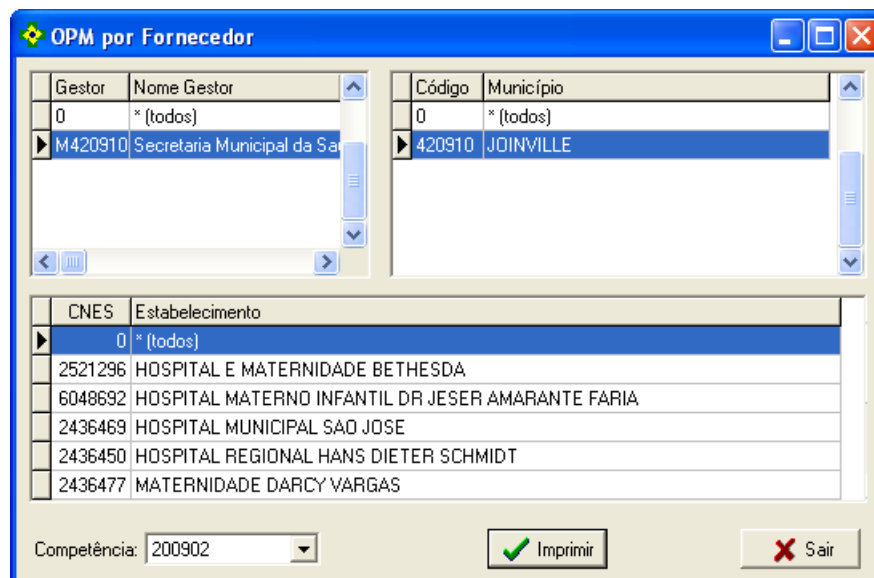 OPM por Fornecedor
Gestor Nome Gestor
0 * (todos)
M420910 Secretaria Municipal da
Código Município
0 * (todos)
420910 JOINVILLE
CNES Estabelecimento
0 * (todos)
2521296 HOSPITAL E MATERNIDADE BETHESDA
6048692 HOSPITAL MATERNO INFANTIL DR JESER AMARANTE FARIA
2436469 HOSPITAL MUNICIPAL SAO JOSE
2436450 HOSPITAL REGIONAL HANS DIETER SCHMIDT
2436477 MATERNIDADE DARCY VARGAS
Competência: 200902 Imprimir Sair